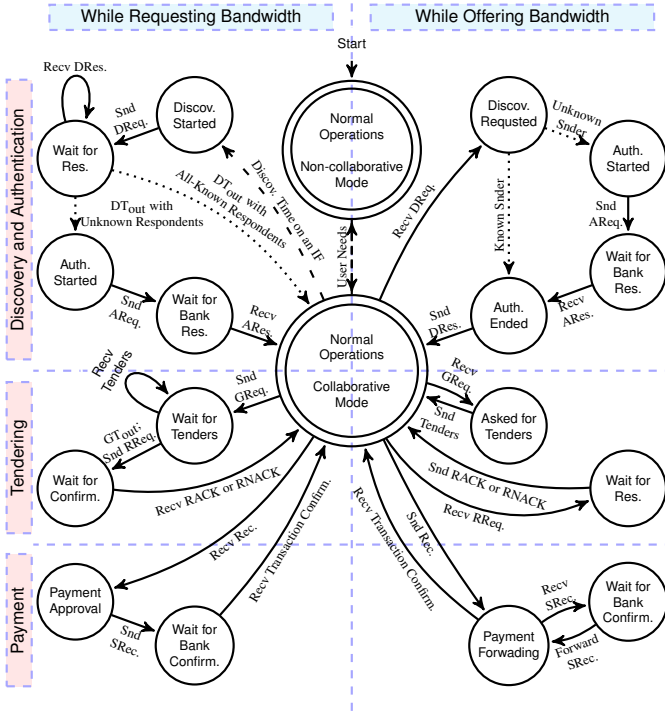 While Requesting Bandwidth
While Offering Bandwidth
Start
Discovery and Authentication
Recv DRes.
Wait for
Res.
Snd
DReq.
Discov.
Started
Normal
Operations
Non-collaborative
Mode
Discov.
Requsted
Unknown
Snder
Auth.
Started
DTout with
Unknown Respondents
DTout with
All-Known Respondents
Discov. Time on an IF
User Needs
Recv DReq.
Known Snder
Snd
AReq.
Auth.
Started
Snd
AReq.
Wait for
Bank
Res.
Recv
ARes.
Normal
Operations
Collaborative
Mode
Snd
DRes.
Auth.
Ended
Recv
ARes.
Wait for
Bank
Res.
Tendering
Recv
Tenders
Wait for
Tenders
Snd
GReq.
Recv
GReq.
Snd
Tenders
Asked for
Tenders
GTout;
Snd RReq.
Wait for
Confirm.
Recv RACK or RNACK
Snd RACK or RNACK
Recv RReq.
Wait for
Res.
Payment
Recv Rec.
Recv Transaction Confirm.
Recv Transaction Confirm.
Snd Rec.
Payment
Approval
Snd
SRec.
Wait for
Bank
Confirm.
Payment
Forwading
Recv
SRec.
Forward
SRec.
Wait for
Bank
Confirm.